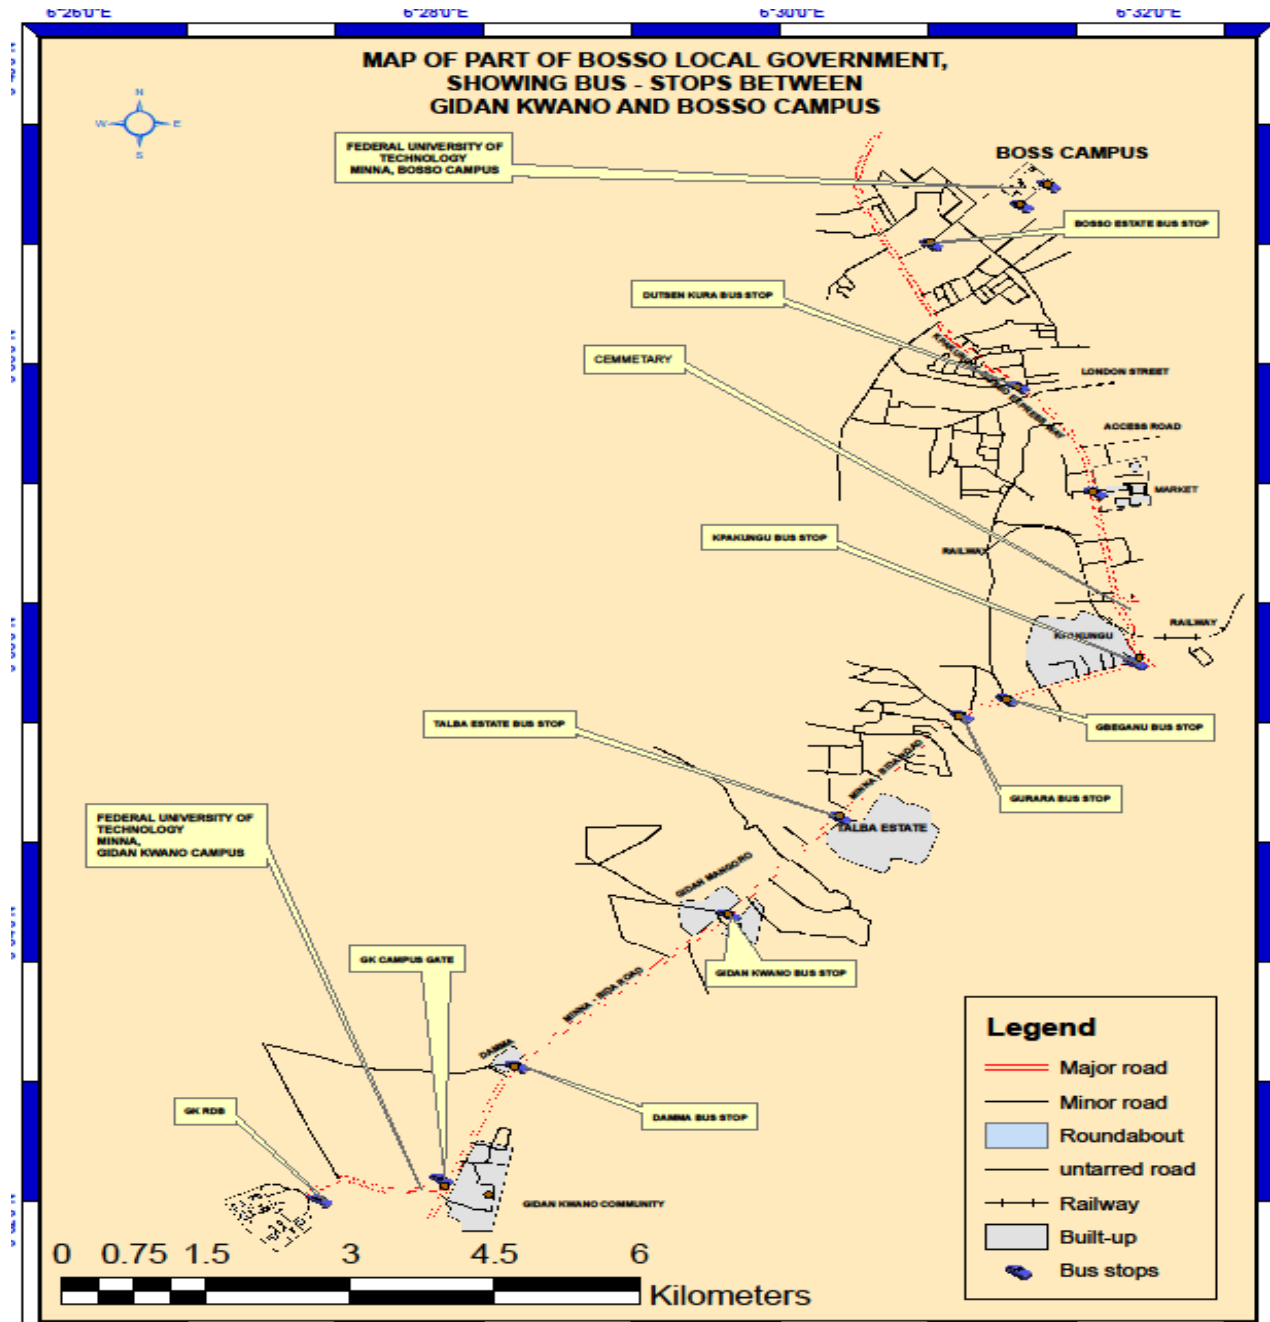 6°26'0"E
6°28'0"E
6°30'0"E
6°32'0"E
MAP OF PART OF BOSSO LOCAL GOVERNMENT,
SHOWING BUS - STOPS BETWEEN
GIDAN KWANO AND BOSSO CAMPUS
N
W
E
S
FEDERAL UNIVERSITY OF
TECHNOLOGY
MINNA, BOSSO CAMPUS
BOSS CAMPUS
BOSSO ESTATE BUS STOP
DUTSEN KURA BUS STOP
CEMMETARY
LONDON STREET
ACCESS ROAD
MARKET
KPAKUNGU BUS STOP
RAILWAY
RAILWAY
KPAKUNGU
TALBA ESTATE BUS STOP
GBEGANU BUS STOP
MINNA - BIDA ROAD
GURARA BUS STOP
FEDERAL UNIVERSITY OF
TECHNOLOGY
MINNA,
GIDAN KWANO CAMPUS
TALBA ESTATE
GIDAN MANGORO
GK CAMPUS GATE
GIDAN KWANO BUS STOP
MINNA - BIDA ROAD
DAMMA
GK RDB
DAMMA BUS STOP
GIDAN KWANO COMMUNITY
Legend
Major road
Minor road
Roundabout
untarred road
Railway
Built-up
Bus stops
0 0.75 1.5 3 4.5 6
Kilometers